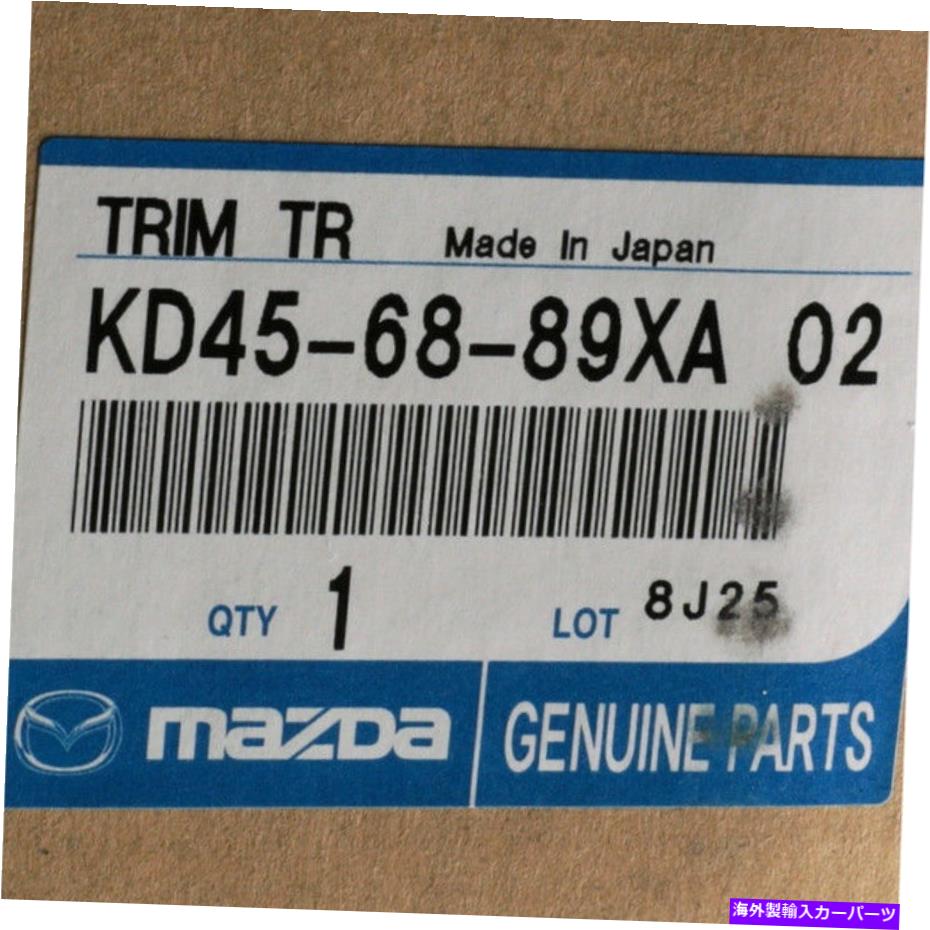 TRIM TR Made In Japan
KD45-68-89XA 02
QTY 1 LOT 8J25
mazda GENUINE PARTS
海外製輸入カーパーツ